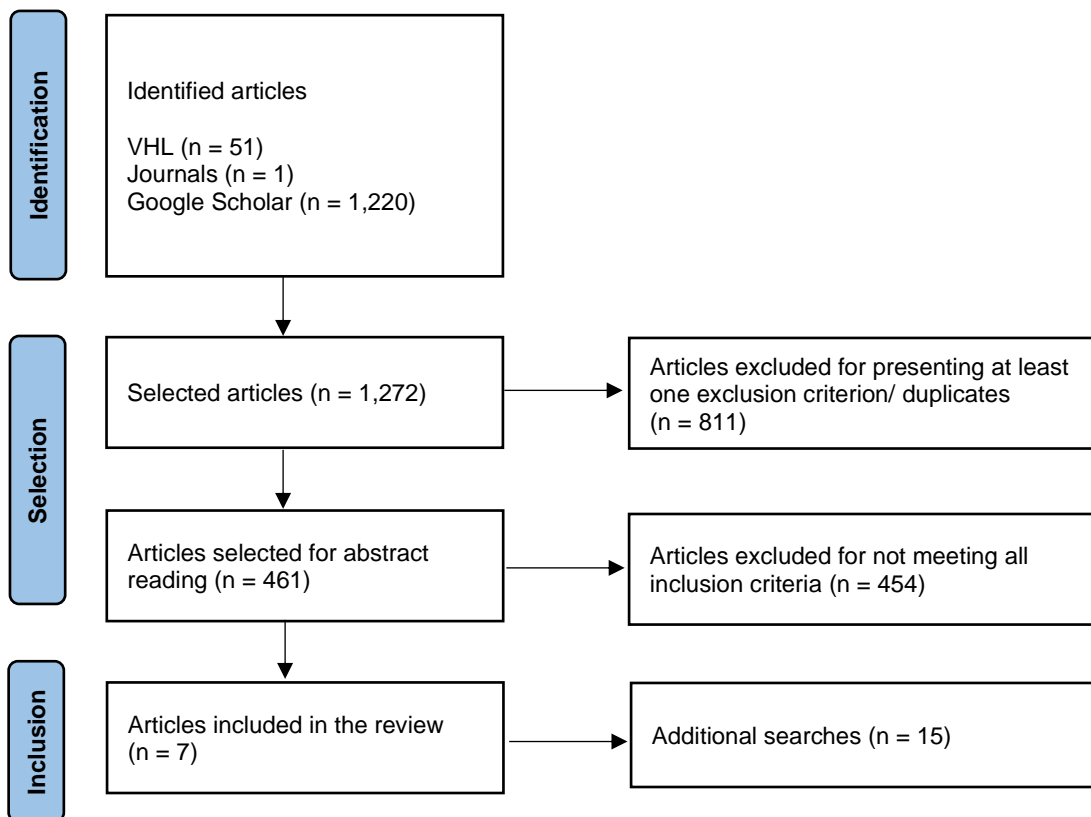 Identification
Identified articles
VHL (n = 51)
Journals (n = 1)
Google Scholar (n = 1,220)
Selection
Selected articles (n = 1,272)
Articles excluded for presenting at least
one exclusion criterion/ duplicates
(n = 811)
Articles selected for abstract
reading (n = 461)
Articles excluded for not meeting all
inclusion criteria (n = 454)
Inclusion
Articles included in the review
(n = 7)
Additional searches (n = 15)